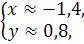 x ≈ −1,4,
y ≈ 0,8,